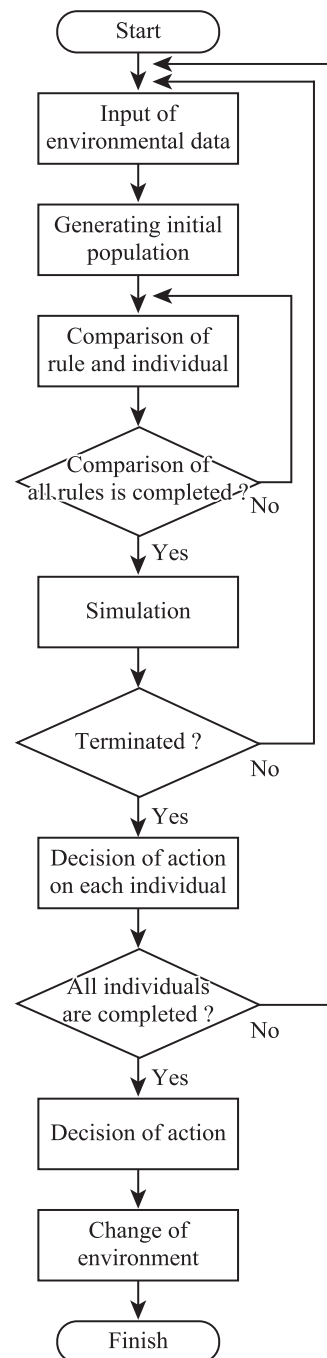 Start
Input of
environmental data
Generating initial
population
Comparison of
rule and individual
Comparison of
all rules is completed ?
No
Yes
Simulation
Terminated ?
No
Yes
Decision of action
on each individual
All individuals
are completed ?
No
Yes
Decision of action
Change of
environment
Finish